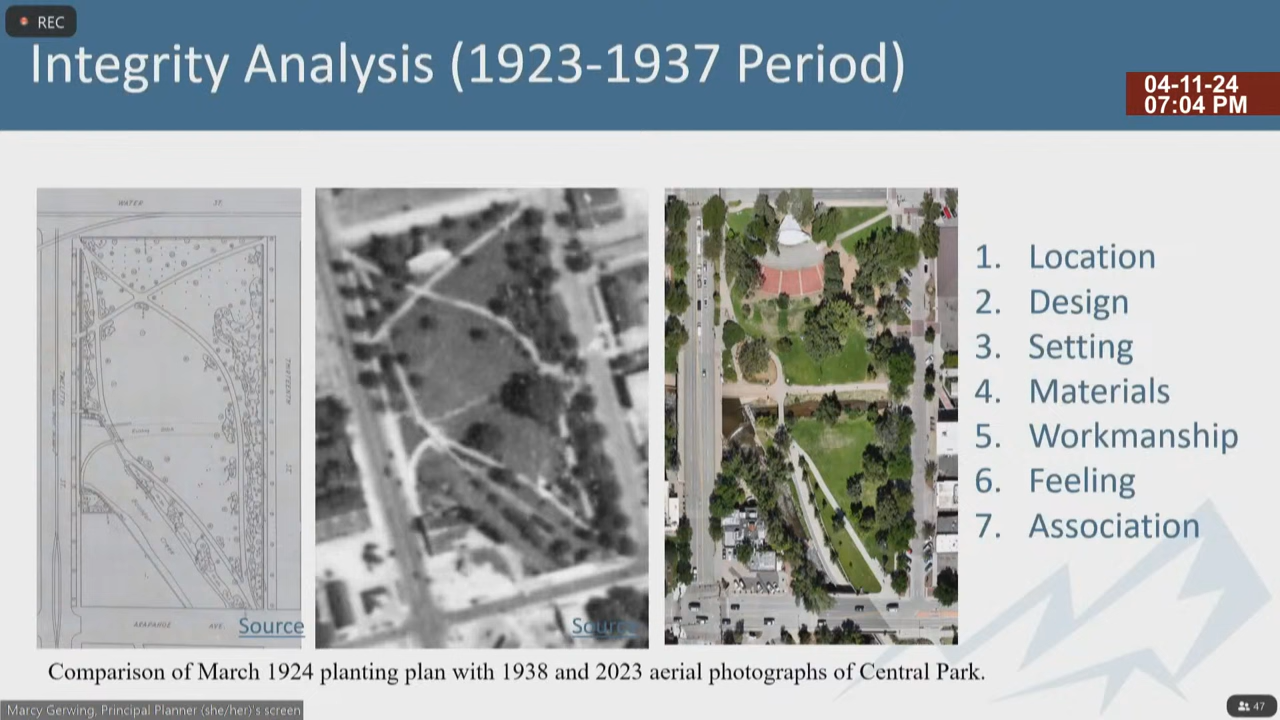 REC
Integrity Analysis (1923-1937 Period)
04-11-24
07:04 PM
WATER ST.
ARAPAHOE AVE.
Source
Source
1. Location
2. Design
3. Setting
4. Materials
5. Workmanship
6. Feeling
7. Association
Comparison of March 1924 planting plan with 1938 and 2023 aerial photographs of Central Park.
Marcy Gerwing, Principal Planner (she/her)'s screen
47